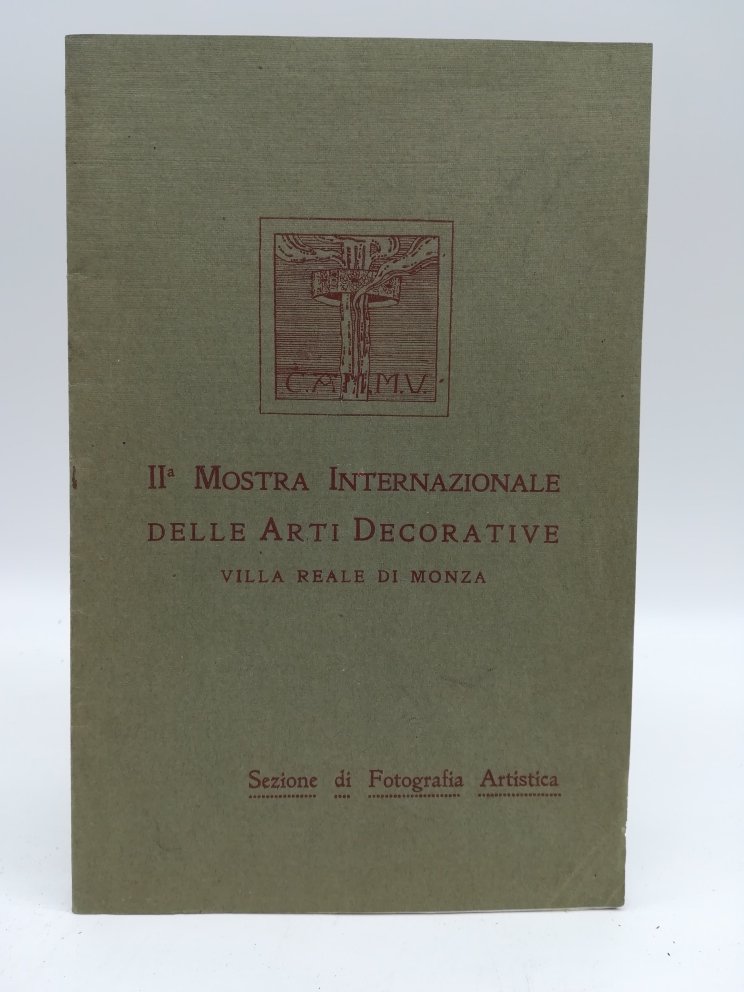 C.A.M.M.U.
IIª MOSTRA INTERNAZIONALE
DELLE ARTI DECORATIVE
VILLA REALE DI MONZA
Sezione di Fotografia Artistica